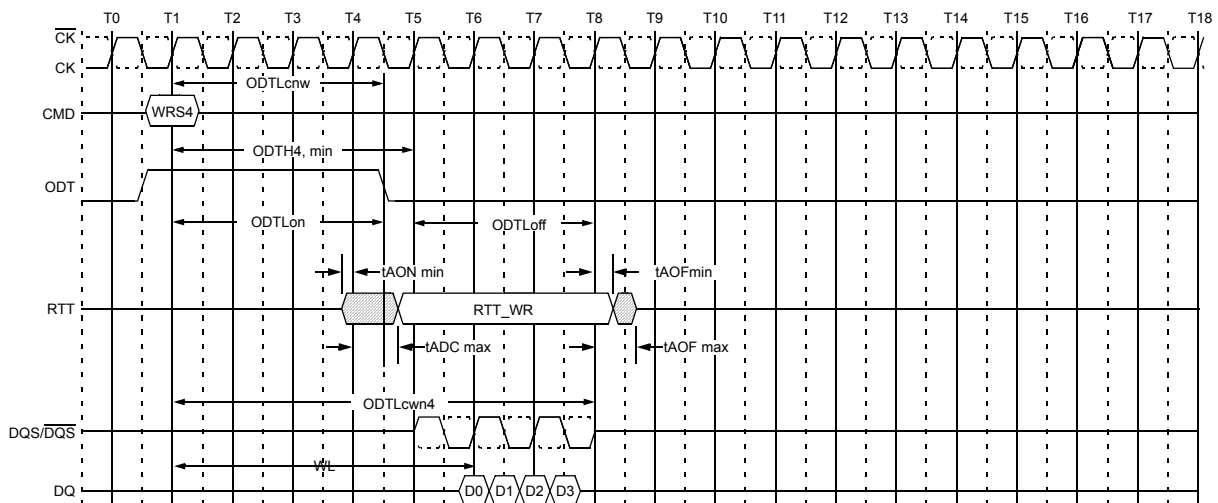 T0 T1 T2 T3 T4 T5 T6 T7 T8 T9 T10 T11 T12 T13 T14 T15 T16 T17 T18
CK
CK
ODTLcnw
CMD WRS4
ODTH4, min
ODT
ODTLon ODTLoff
tAON min tAOFmin
RTT RTT_WR
tADC max tAOF max
ODTLcwn4
DQS/DQS
WL
DQ D0 D1 D2 D3